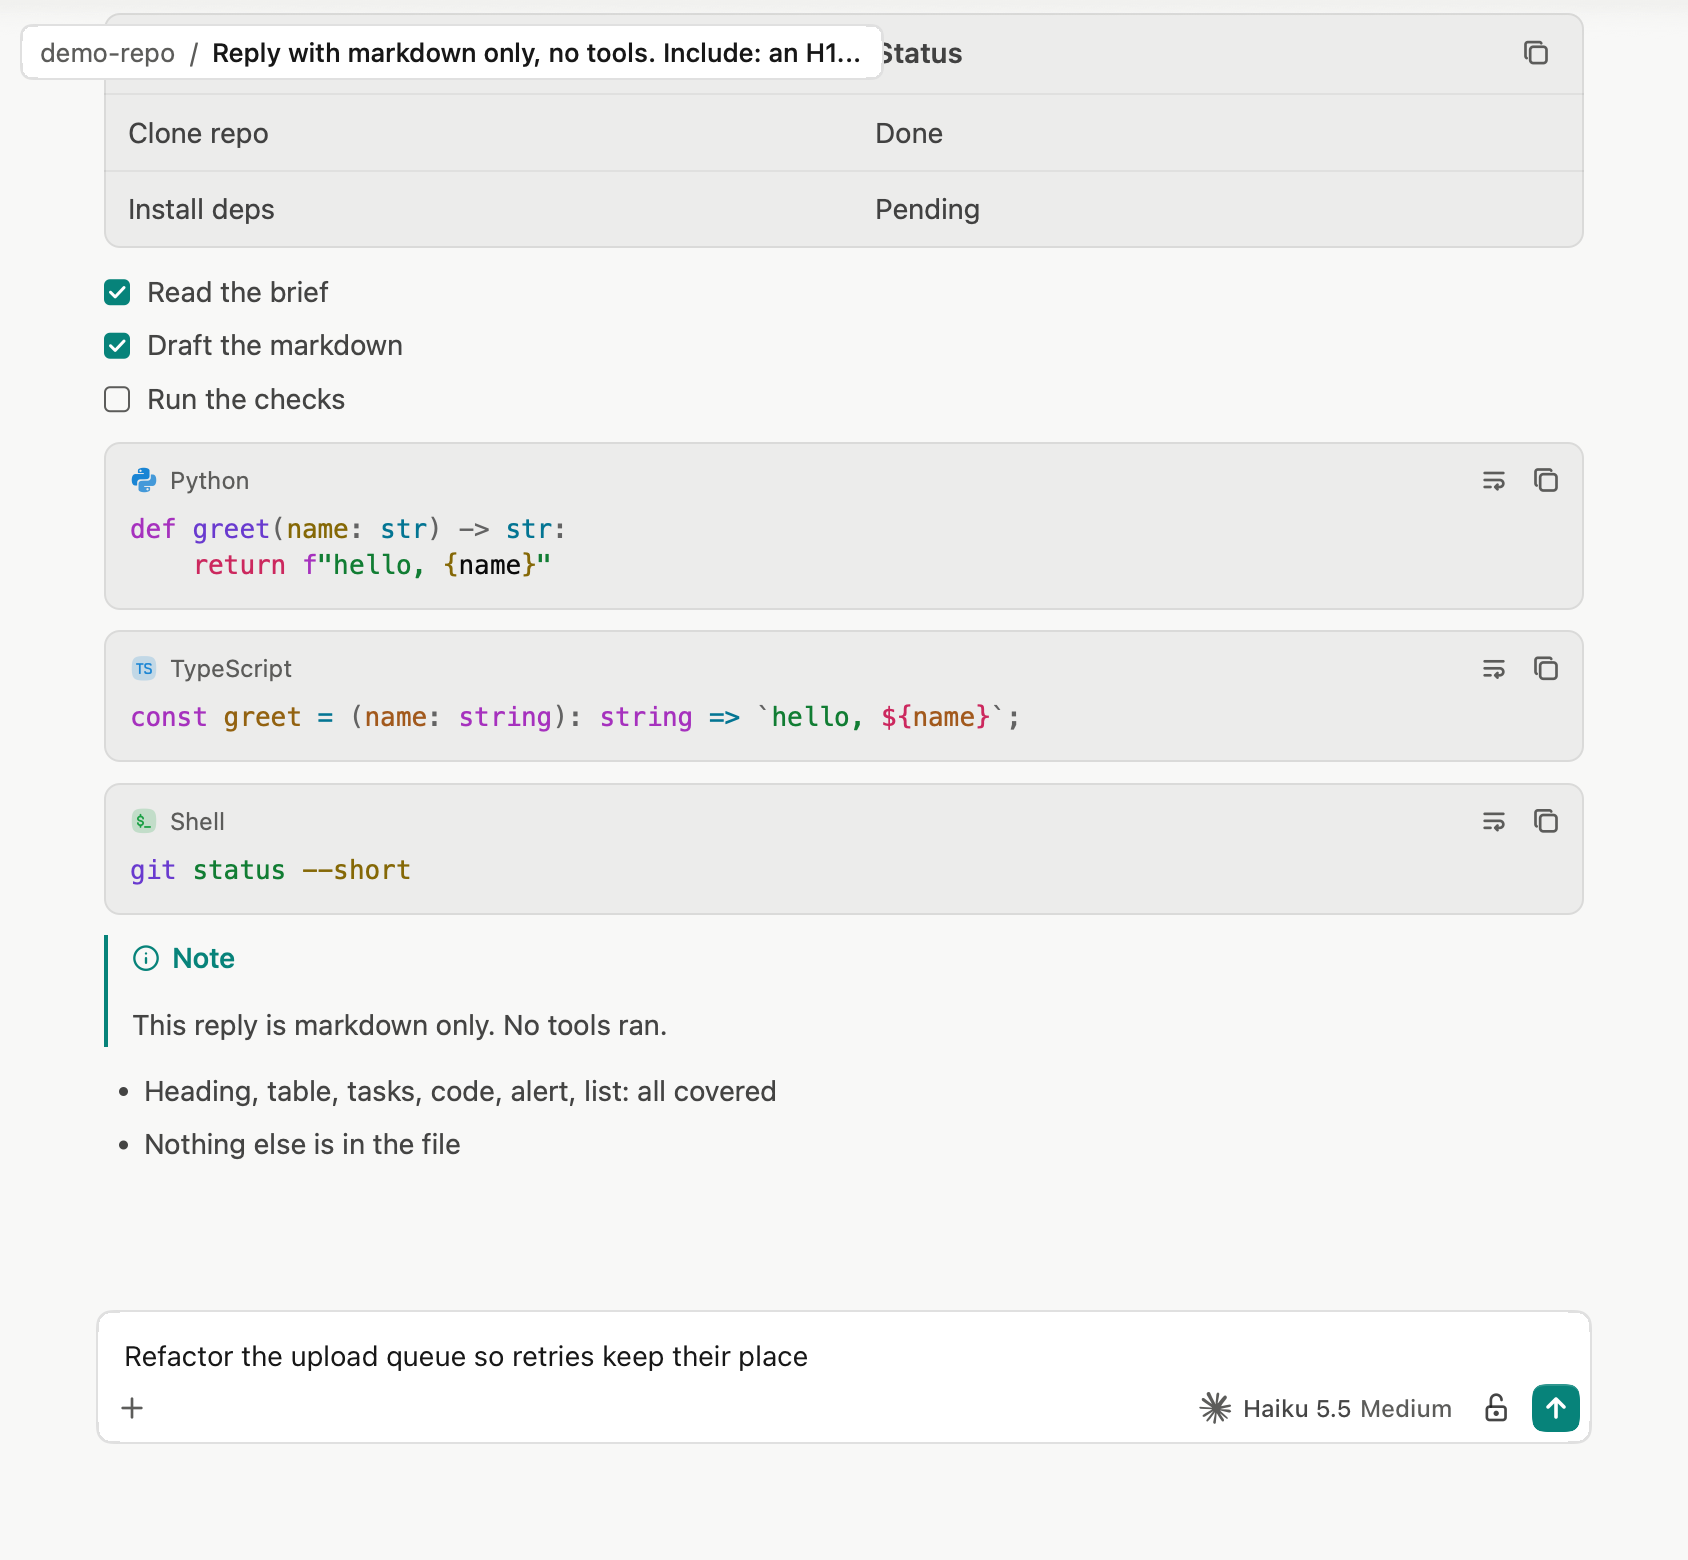 demo-repo / Reply with markdown only, no tools. Include: an H1...
Status
Clone repo Done
Install deps Pending
Read the brief
Draft the markdown
Run the checks
Python
def greet(name: str) -> str:
    return f"hello, {name}"
TS TypeScript
const greet = (name: string): string => `hello, ${name}`;
$_ Shell
git status --short
Note
This reply is markdown only. No tools ran.
• Heading, table, tasks, code, alert, list: all covered
• Nothing else is in the file
Refactor the upload queue so retries keep their place
Haiku 5.5 Medium